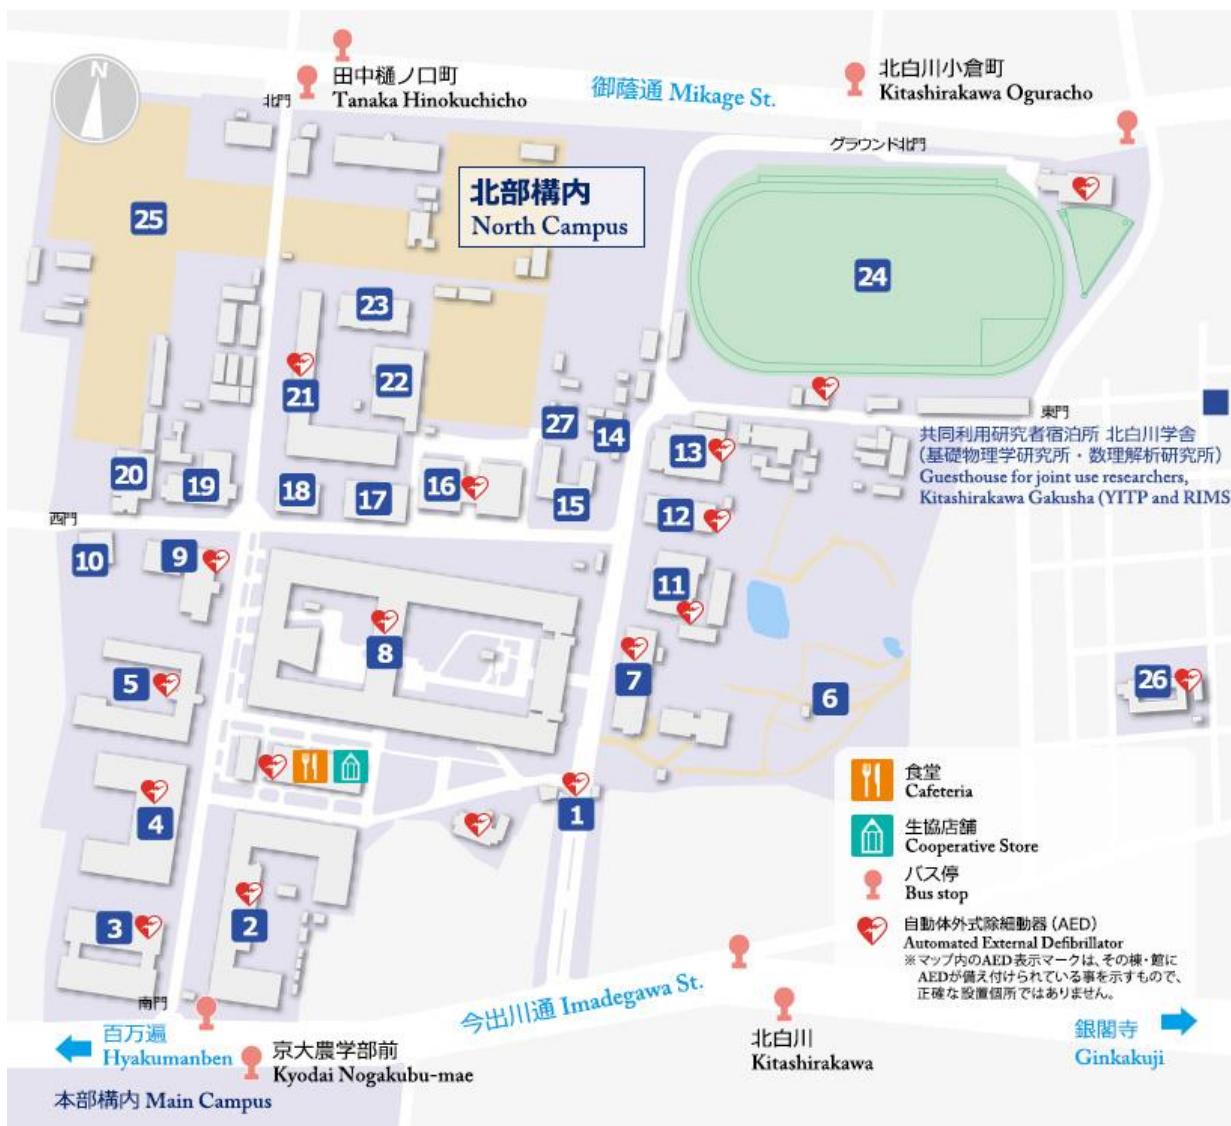 N
北門
田中樋ノ口町
Tanaka Hinokuchicho
御蔭通 Mikage St.
北白川小倉町
Kitashirakawa Oguracho
グラウンド北門
北部構内
North Campus
25
24
23
22
21
27
14
13
東門
共同利用研究者宿泊所 北白川学舎
(基礎物理学研究所・数理解析研究所)
Guesthouse for joint use researchers,
Kitashirakawa Gakusha (YITP and RIMS
20
19
18
17
16
15
12
西門
10
9
11
8
7
5
6
26
4
1
3
2
食堂
Cafeteria
生協店舗
Cooperative Store
バス停
Bus stop
自動体外式除細動器 (AED)
Automated External Defibrillator
※マップ内のAED表示マークは、その棟・館に
AEDが備え付けられている事を示すもので、
正確な設置個所ではありません。
南門
百万遍
Hyakumanben
京大農学部前
Kyodai Nogakubu-mae
今出川通 Imadegawa St.
北白川
Kitashirakawa
銀閣寺
Ginkakuji
本部構内 Main Campus